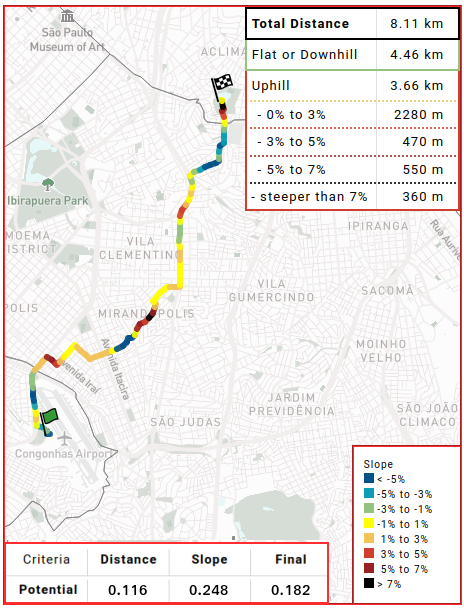 São Paulo
Museum of Art
ACLIMA
Total Distance 8.11 km
Flat or Downhill 4.46 km
Uphill 3.66 km
- 0% to 3% 2280 m
- 3% to 5% 470 m
- 5% to 7% 550 m
- steeper than 7% 360 m
Ibirapuera Park
MOEMA
ISTRICT
VILA
CLEMENTINO
IPIRANGA
Rua Auriv
POLIS
MIRANDÓPOLIS
VILA
GUMERCINDO
SACOMÃ
Avenida Itacira
Avenida Iraí
MOINHO
VELHO
JARDIM
PREVIDÊNCIA
SÃO JUDAS
SÃO JOÃO
CLIMACO
Congonhas Airport
Slope
< -5%
-5% to -3%
-3% to -1%
-1% to 1%
1% to 3%
3% to 5%
5% to 7%
> 7%
Criteria Distance Slope Final
Potential 0.116 0.248 0.182